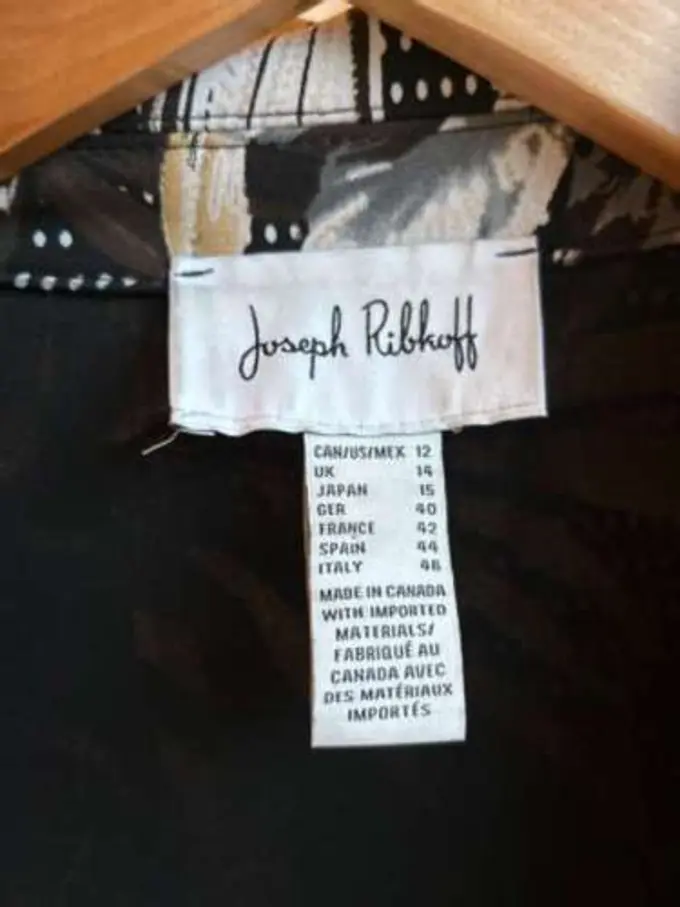 Joseph Ribkoff
CAN/US/MEX 12
UK 14
JAPAN 15
GER 40
FRANCE 42
SPAIN 44
ITALY 46
MADE IN CANADA
WITH IMPORTED
MATERIALS/
FABRIQUÉ AU
CANADA AVEC
DES MATÉRIAUX
IMPORTÉS